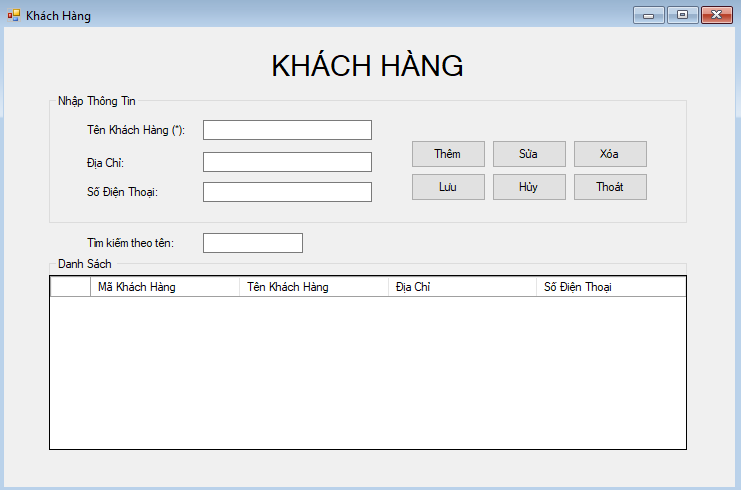 Khách Hàng
KHÁCH HÀNG
Nhập Thông Tin
Tên Khách Hàng (*):
Thêm Sửa Xóa
Địa Chỉ:
Lưu Hủy Thoát
Số Điện Thoại:
Tìm kiếm theo tên:
Danh Sách
Mã Khách Hàng Tên Khách Hàng Địa Chỉ Số Điện Thoại